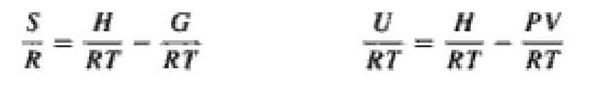 S/R = H/RT − G/RT    U/RT = H/RT − PV/RT